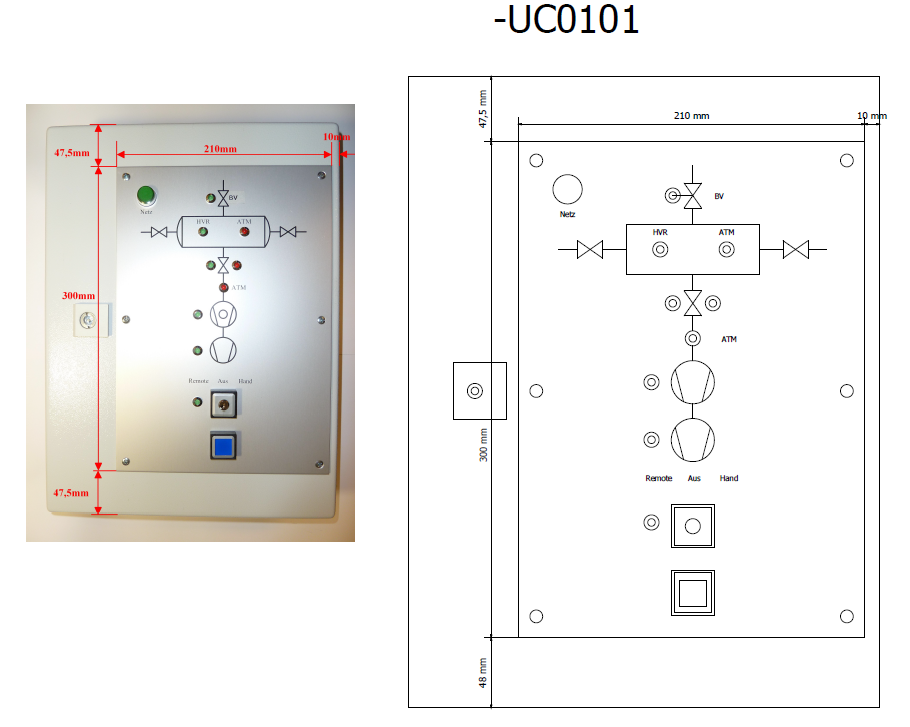 -UC0101
47,5mm
210mm
10mm
300mm
47,5mm
Netz
BV
HVR
ATM
ATM
Remote Aus Hand
47,5 mm
210 mm
10 mm
Netz
BV
HVR
ATM
ATM
300 mm
Remote Aus Hand
48 mm